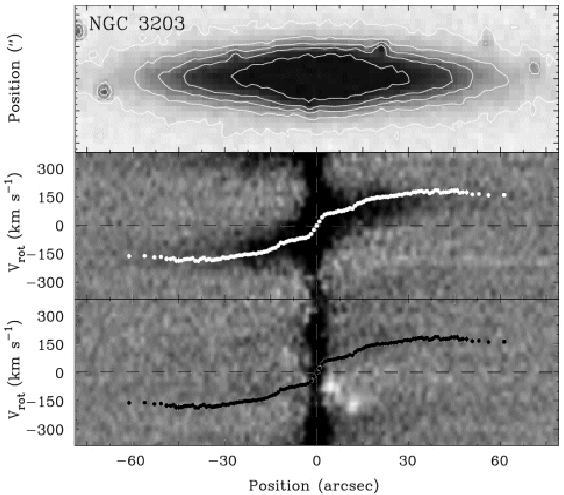 NGC 3203
Position (")
300
150
0
−150
−300
V_rot (km s⁻¹)
300
150
0
−150
−300
V_rot (km s⁻¹)
−60 −30 0 30 60
Position (arcsec)